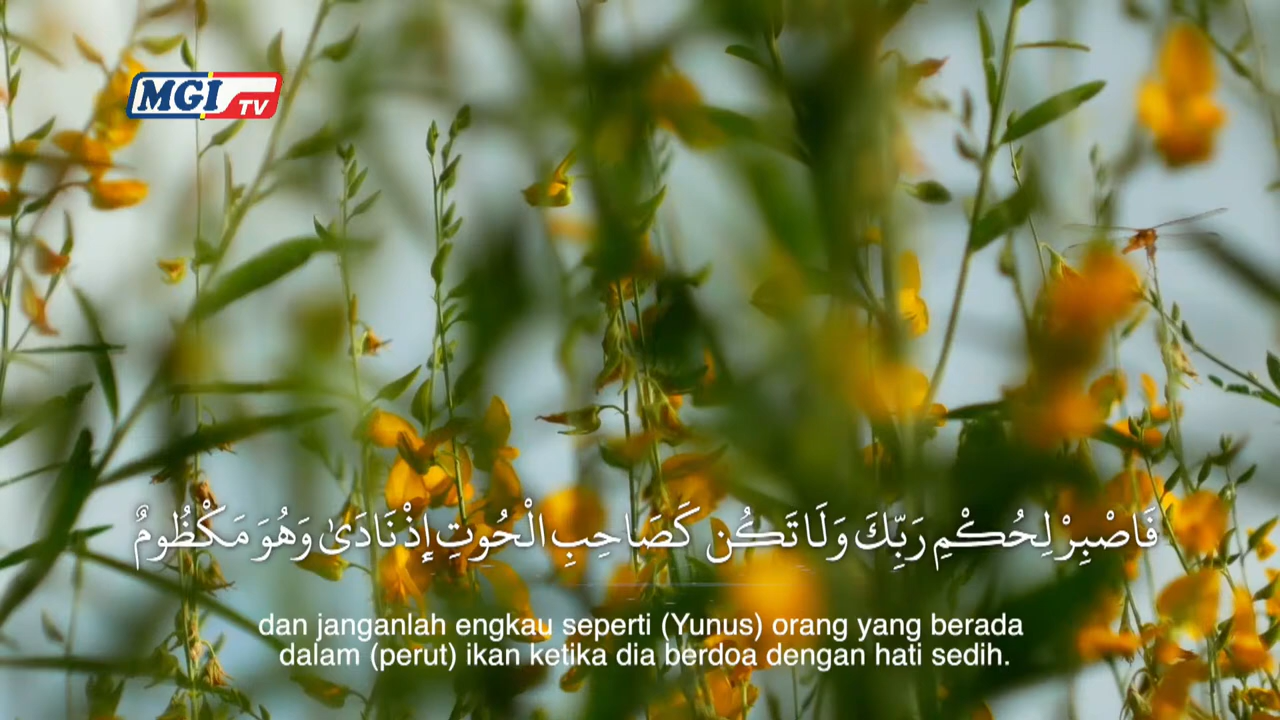 MGI TV
فَاصْبِرْ لِحُكْمِ رَبِّكَ وَلَا تَكُن كَصَاحِبِ الْحُوتِ إِذْ نَادَىٰ وَهُوَ مَكْظُومٌ
dan janganlah engkau seperti (Yunus) orang yang berada
dalam (perut) ikan ketika dia berdoa dengan hati sedih.